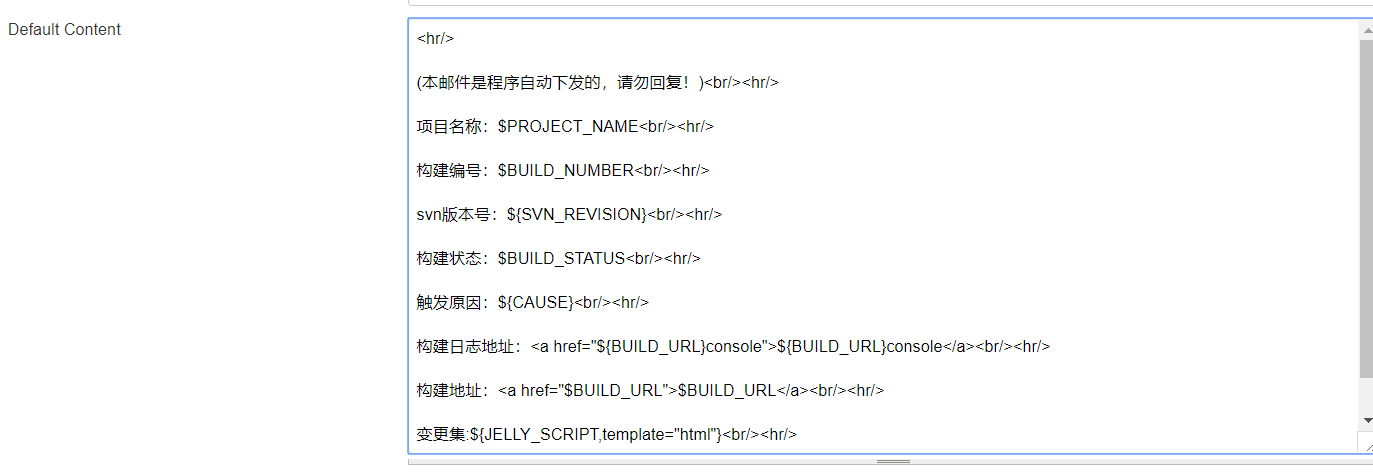 Default Content
<hr/>
(本邮件是程序自动下发的，请勿回复！)<br/><hr/>
项目名称：$PROJECT_NAME<br/><hr/>
构建编号：$BUILD_NUMBER<br/><hr/>
svn版本号：${SVN_REVISION}<br/><hr/>
构建状态：$BUILD_STATUS<br/><hr/>
触发原因：${CAUSE}<br/><hr/>
构建日志地址：<a href="${BUILD_URL}console">${BUILD_URL}console</a><br/><hr/>
构建地址：<a href="$BUILD_URL">$BUILD_URL</a><br/><hr/>
变更集:${JELLY_SCRIPT,template="html"}<br/><hr/>